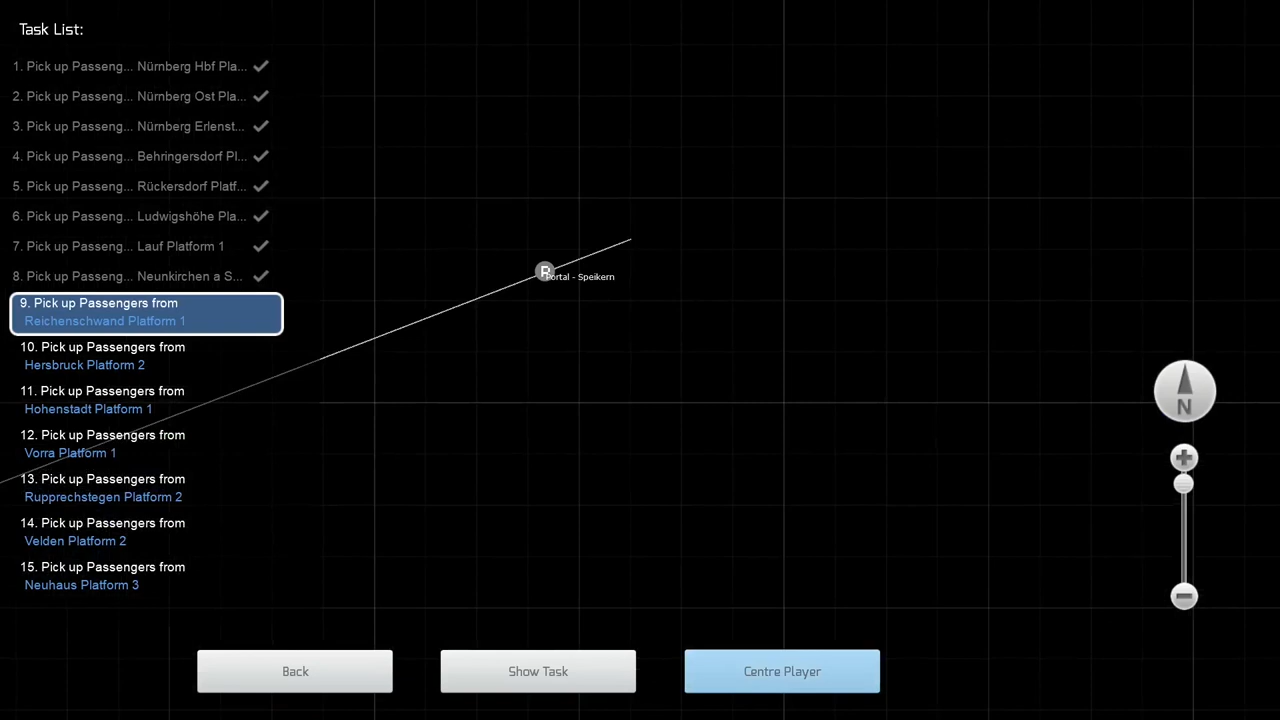 Task List:
1. Pick up Passeng... Nürnberg Hbf Pla...
2. Pick up Passeng... Nürnberg Ost Pla...
3. Pick up Passeng... Nürnberg Erlenst...
4. Pick up Passeng... Behringersdorf Pl...
5. Pick up Passeng... Rückersdorf Platf...
6. Pick up Passeng... Ludwigshöhe Pla...
7. Pick up Passeng... Lauf Platform 1
8. Pick up Passeng... Neunkirchen a S...
9. Pick up Passengers from
Reichenschwand Platform 1
10. Pick up Passengers from
Hersbruck Platform 2
11. Pick up Passengers from
Hohenstadt Platform 1
12. Pick up Passengers from
Vorra Platform 1
13. Pick up Passengers from
Rupprechstegen Platform 2
14. Pick up Passengers from
Velden Platform 2
15. Pick up Passengers from
Neuhaus Platform 3
P
Portal - Speikern
N
Back
Show Task
Centre Player